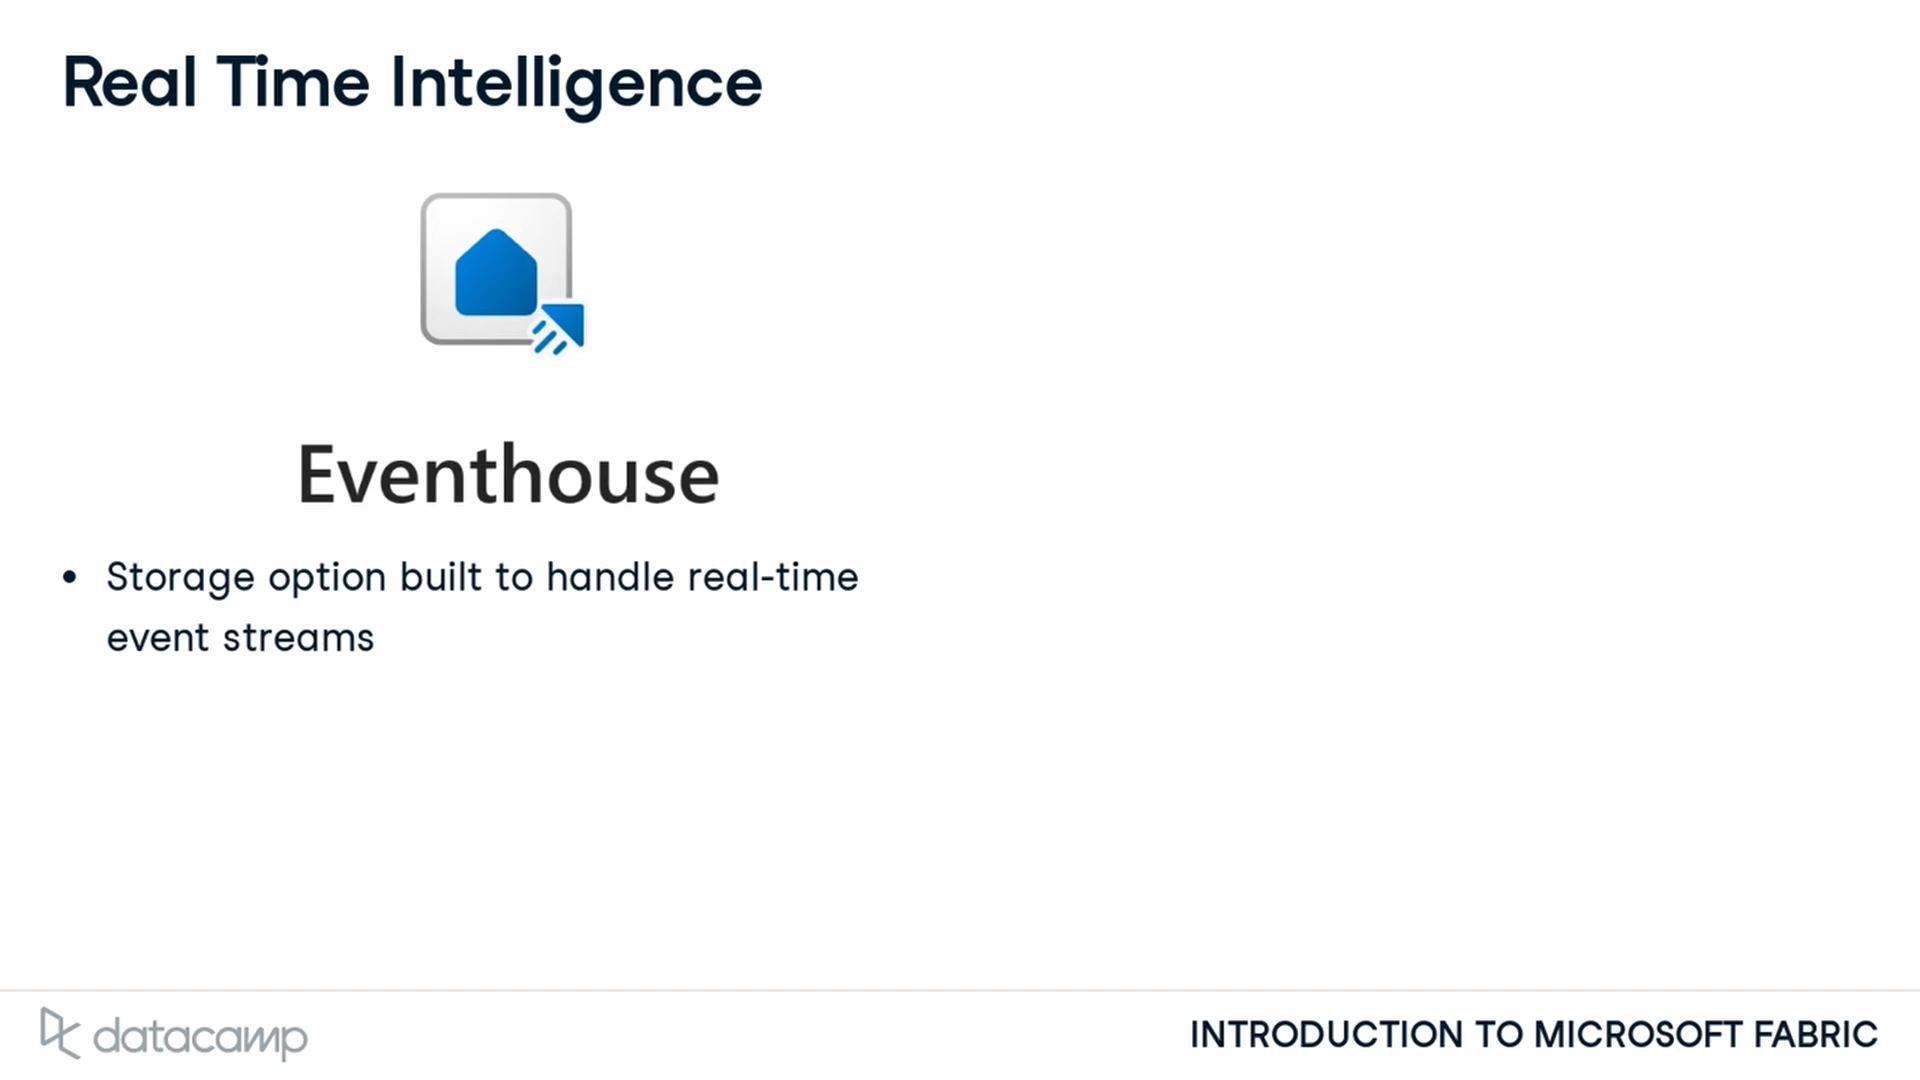 Real Time Intelligence
Eventhouse
• Storage option built to handle real-time
event streams
datacamp
INTRODUCTION TO MICROSOFT FABRIC